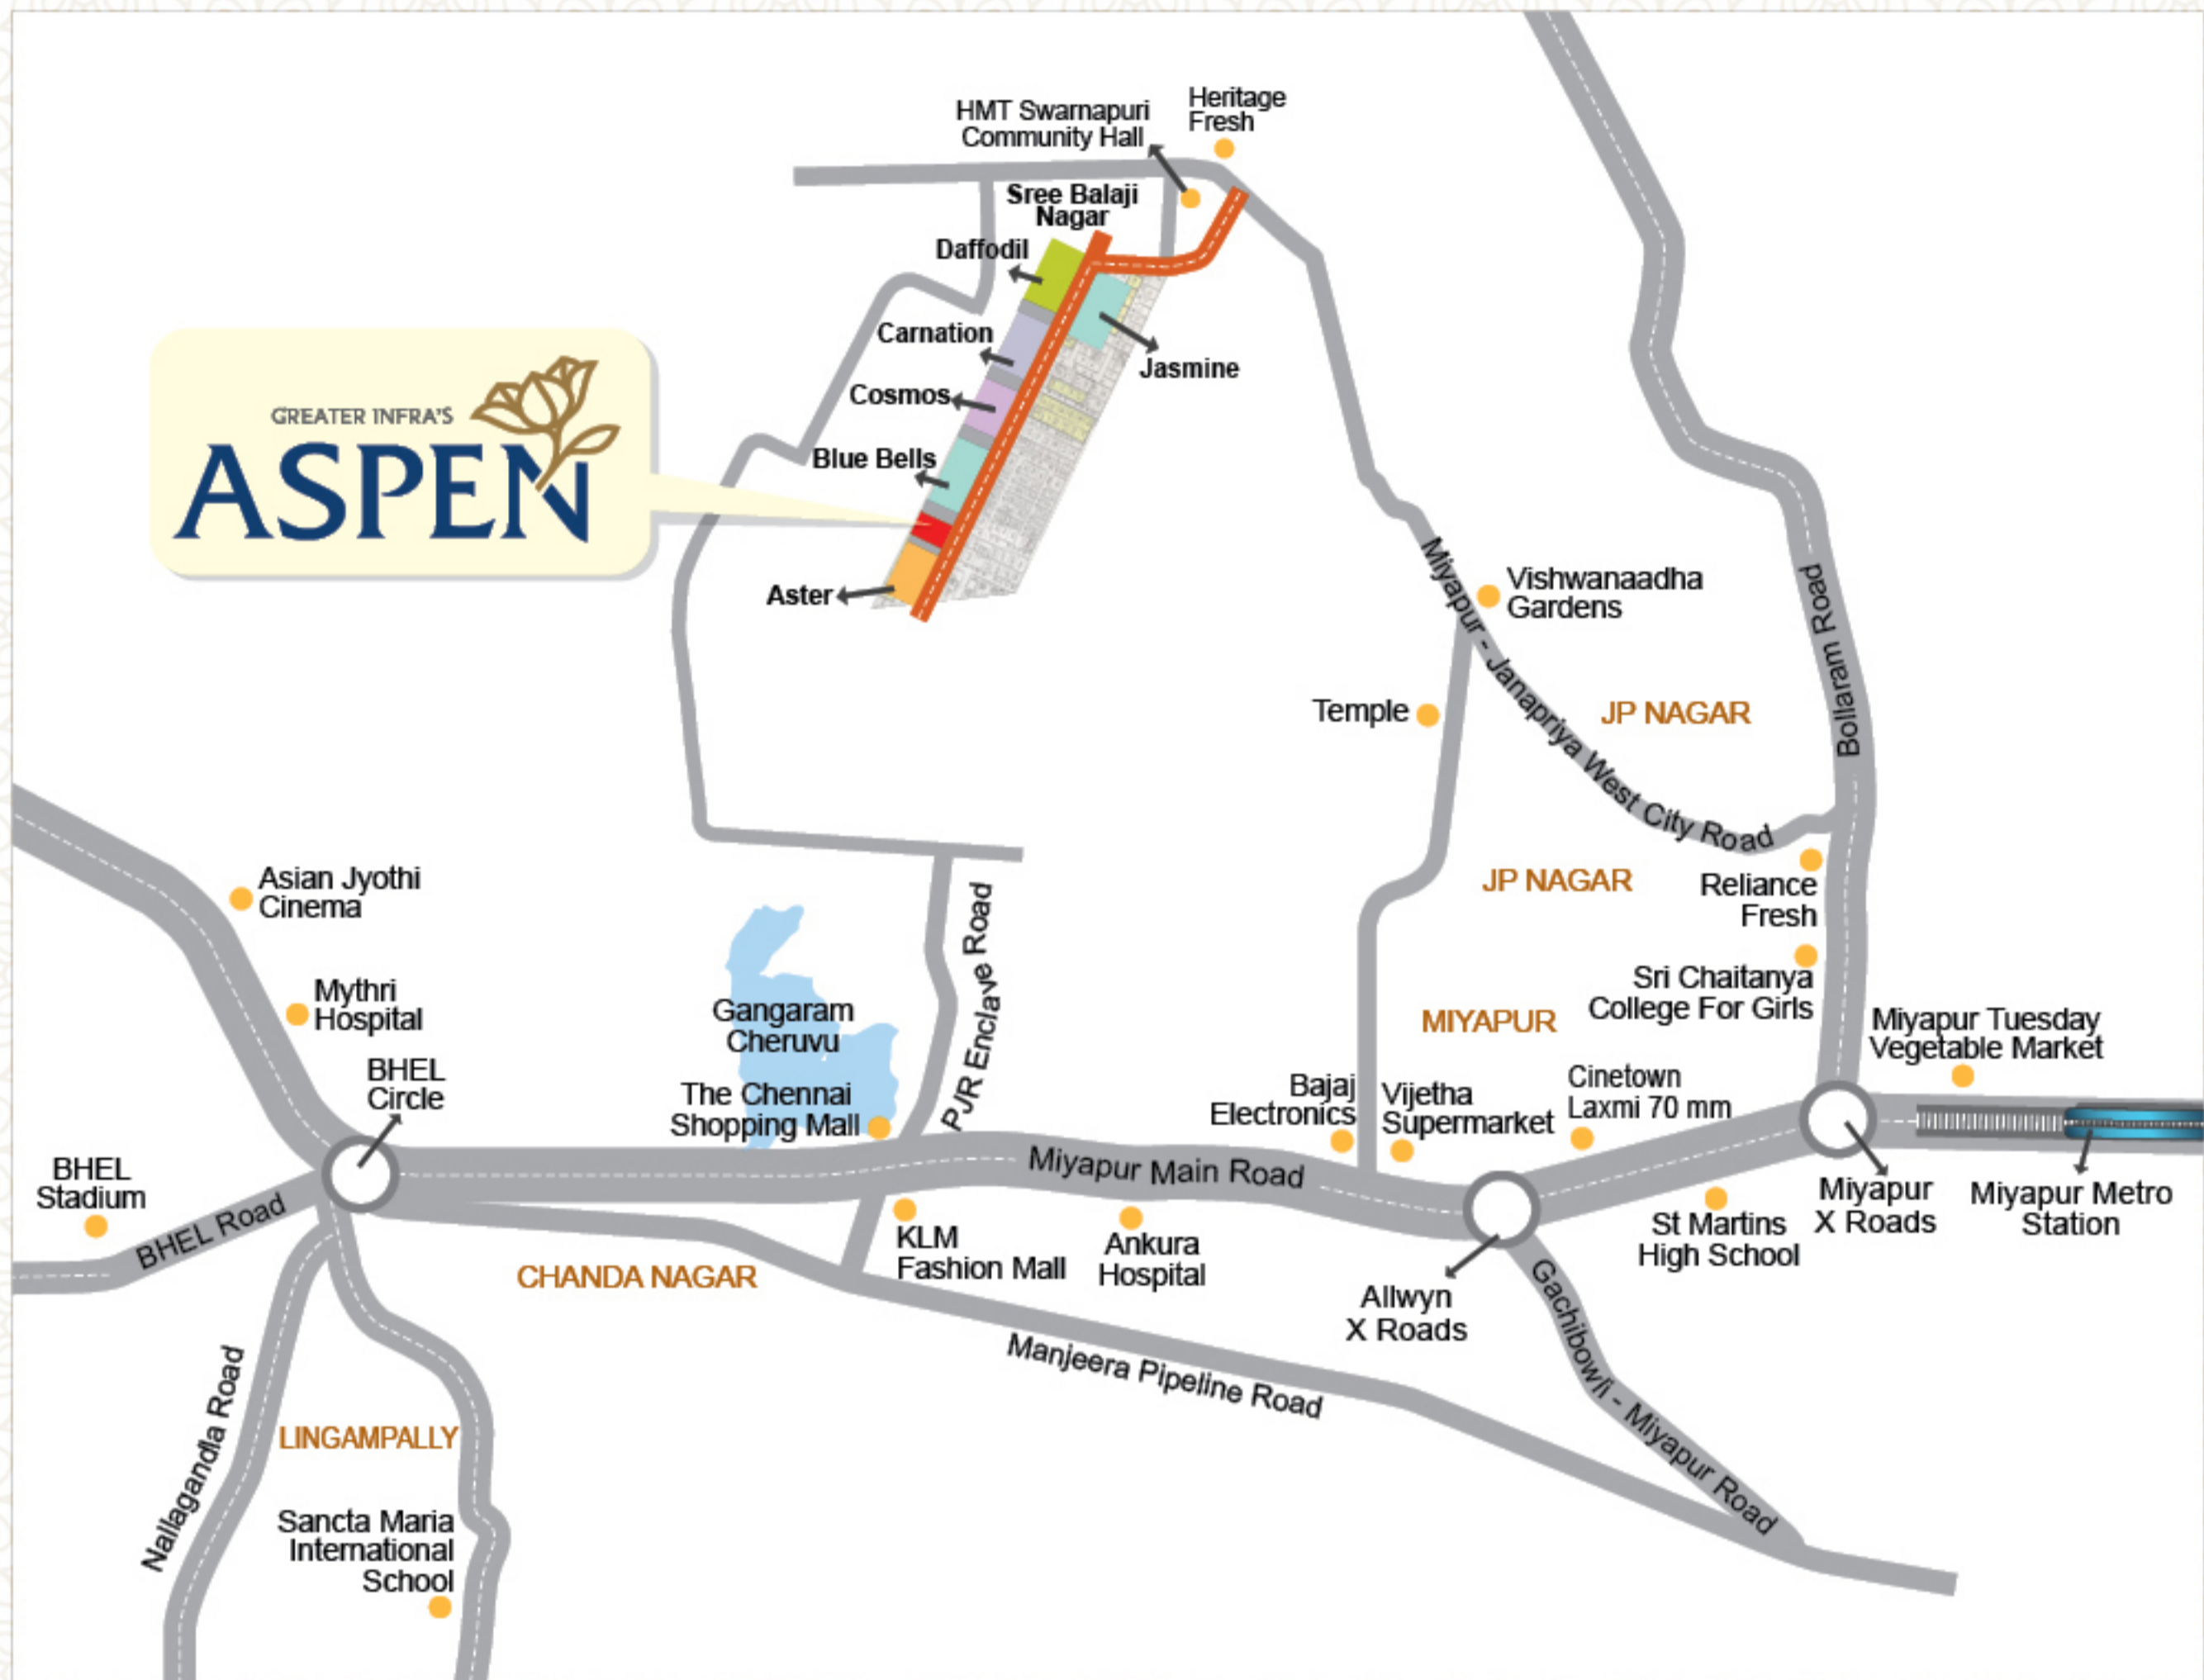 HMT Swarnapuri
Community Hall
Heritage
Fresh
Sree Balaji
Nagar
Daffodil
Carnation
Jasmine
Cosmos
Blue Bells
Aster
GREATER INFRA'S
ASPEN
Miyapur - Janapriya West City Road
Vishwanaadha
Gardens
Bollaram Road
Temple
JP NAGAR
JP NAGAR
Reliance
Fresh
Sri Chaitanya
College For Girls
MIYAPUR
Asian Jyothi
Cinema
Mythri
Hospital
BHEL
Circle
Gangaram
Cheruvu
The Chennai
Shopping Mall
PJR Enclave Road
Bajaj
Electronics
Vijetha
Supermarket
Cinetown
Laxmi 70 mm
Miyapur Tuesday
Vegetable Market
BHEL
Stadium
BHEL Road
Miyapur Main Road
KLM
Fashion Mall
Ankura
Hospital
Allwyn
X Roads
St Martins
High School
Miyapur
X Roads
Miyapur Metro
Station
CHANDA NAGAR
Manjeera Pipeline Road
Gachibowli - Miyapur Road
Nallagandla Road
LINGAMPALLY
Sancta Maria
International
School